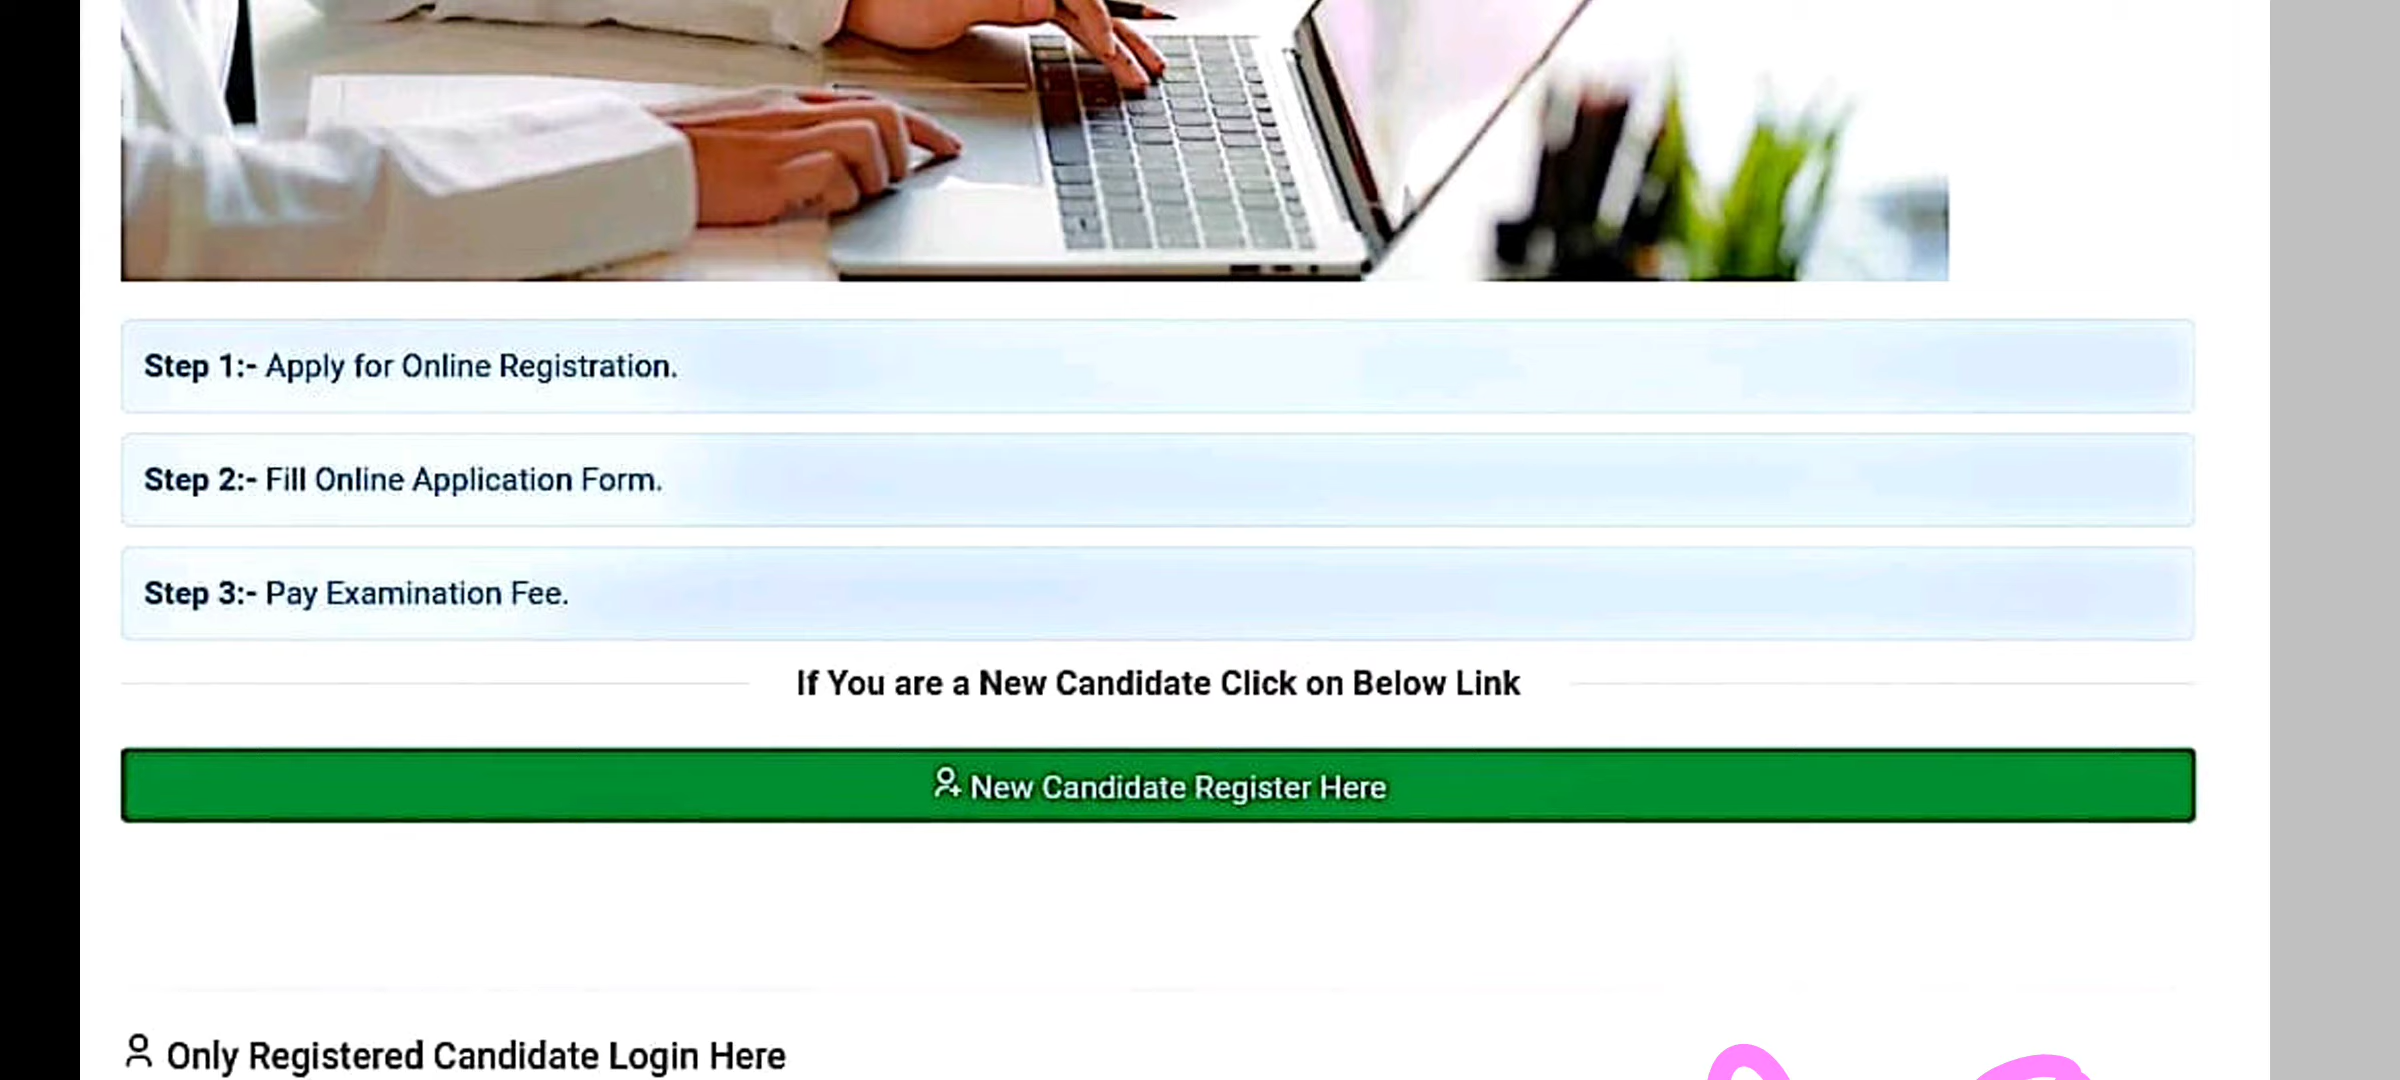 Step 1:- Apply for Online Registration.
Step 2:- Fill Online Application Form.
Step 3:- Pay Examination Fee.
If You are a New Candidate Click on Below Link
New Candidate Register Here
Only Registered Candidate Login Here